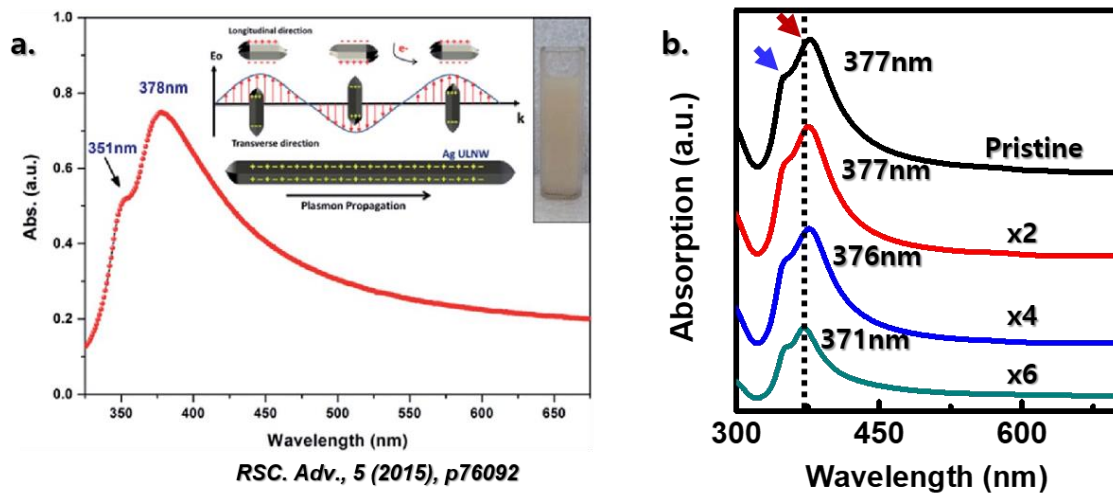 a.
1.0
0.8
0.6
0.4
0.2
0.0
Abs. (a.u.)
351nm
378nm
Longitudinal direction
Eo
e-
k
Transverse direction
Ag ULNW
Plasmon Propagation
350 400 450 500 550 600 650
Wavelength (nm)
RSC. Adv., 5 (2015), p76092
b.
Absorption (a.u.)
377nm
Pristine
377nm
x2
376nm
x4
371nm
x6
300 450 600
Wavelength (nm)